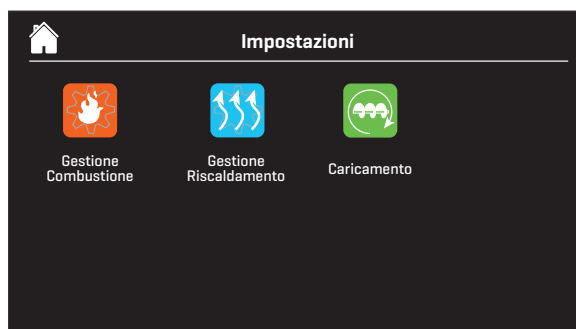 Impostazioni
Gestione
Combustione
Gestione
Riscaldamento
Caricamento